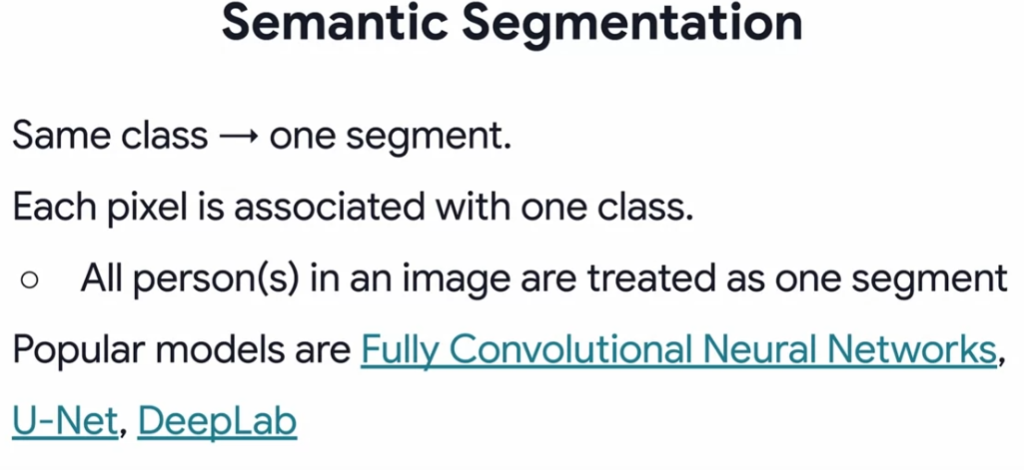 Semantic Segmentation
Same class → one segment.
Each pixel is associated with one class.
○ All person(s) in an image are treated as one segment
Popular models are Fully Convolutional Neural Networks,
U-Net, DeepLab